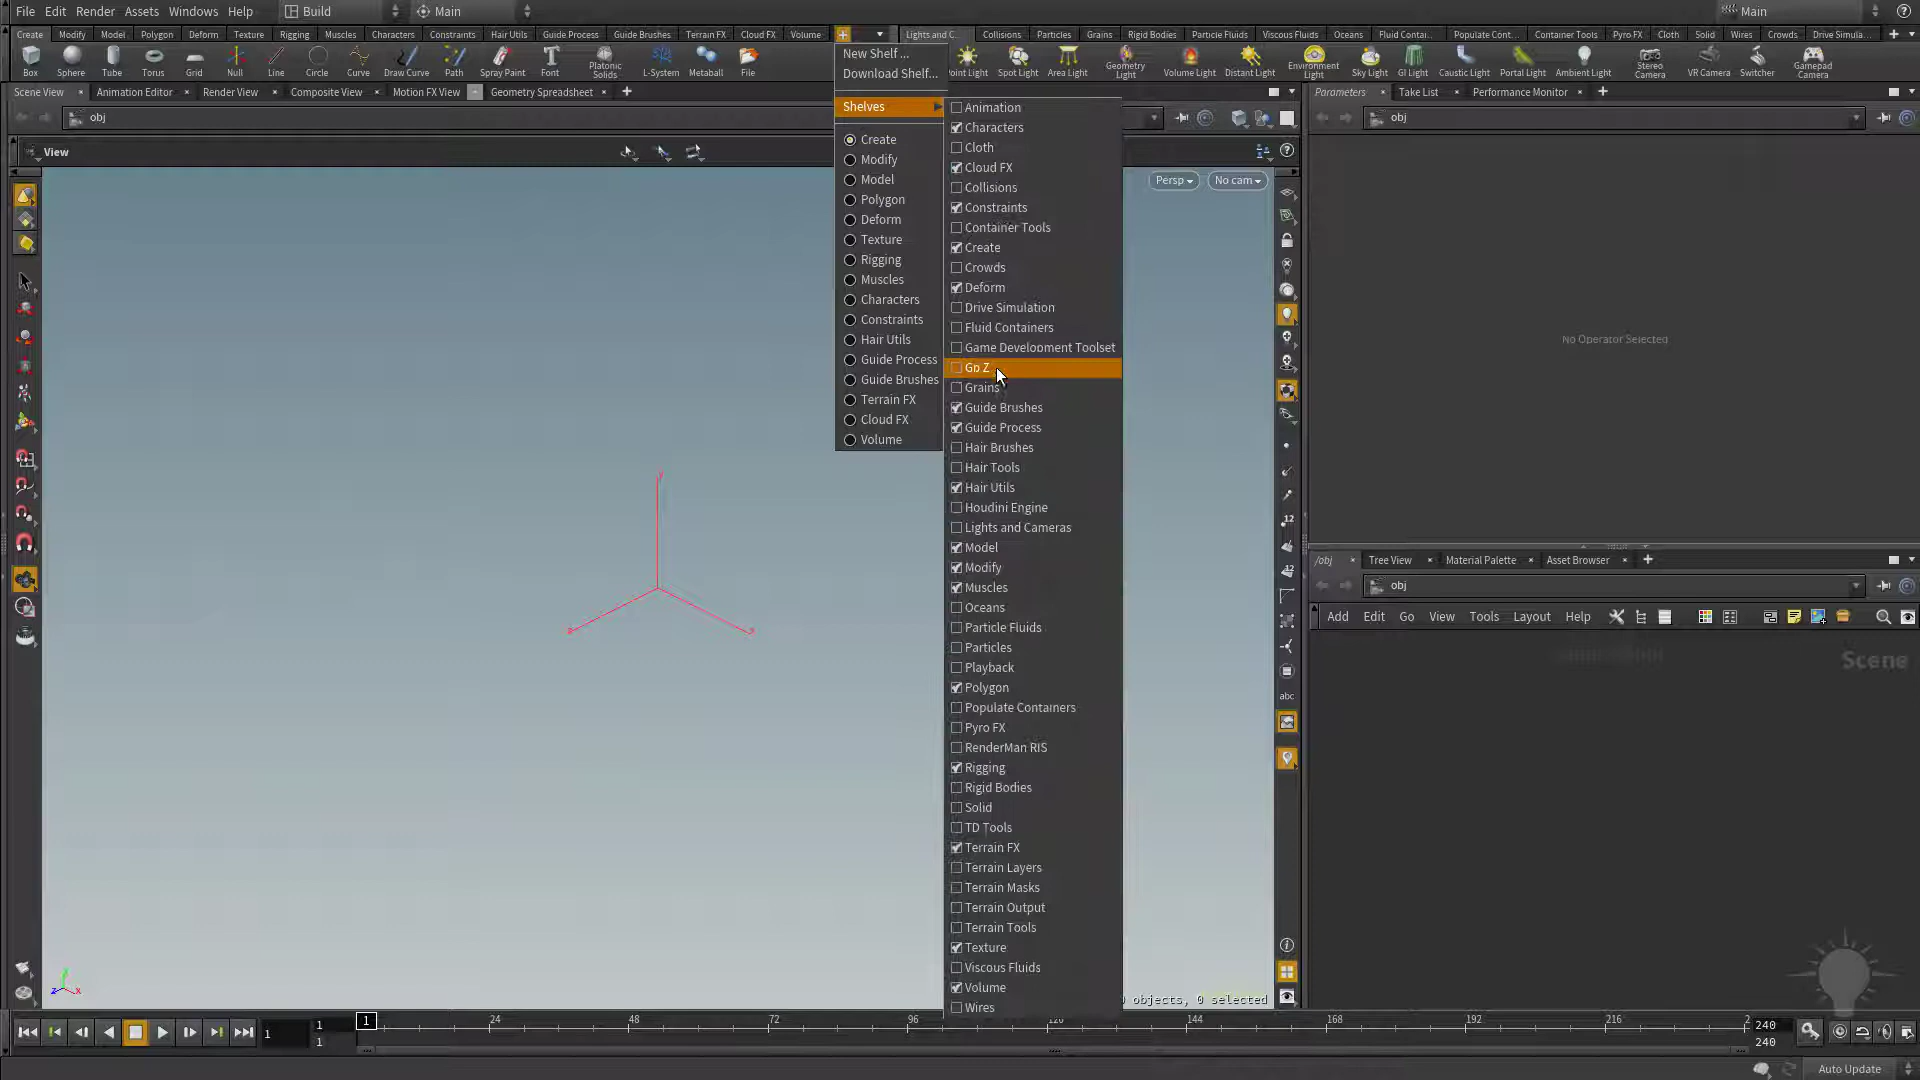 File Edit Render Assets Windows Help Build Main Main
Create Modify Model Polygon Deform Texture Rigging Muscles Characters Constraints Hair Utils Guide Process Guide Brushes Terrain FX Cloud FX Volume Lights and C... Collisions Particles Grains Rigid Bodies Particle Fluids Viscous Fluids Oceans Fluid Contai... Populate Cont... Container Tools Pyro FX Cloth Solid Wires Crowds Drive Simula...
Box Sphere Tube Torus Grid Null Line Circle Curve Draw Curve Path Spray Paint Font Platonic Solids L-System Metaball File
Point Light Spot Light Area Light Geometry Light Volume Light Distant Light Environment Light Sky Light GI Light Caustic Light Portal Light Ambient Light Stereo Camera VR Camera Switcher Gamepad Camera
New Shelf...
Download Shelf...
Shelves
Create
Modify
Model
Polygon
Deform
Texture
Rigging
Muscles
Characters
Constraints
Hair Utils
Guide Process
Guide Brushes
Terrain FX
Cloud FX
Volume
Animation
Characters
Cloth
Cloud FX
Collisions
Constraints
Container Tools
Create
Crowds
Deform
Drive Simulation
Fluid Containers
Game Development Toolset
Go Z
Grains
Guide Brushes
Guide Process
Hair Brushes
Hair Tools
Hair Utils
Houdini Engine
Lights and Cameras
Model
Modify
Muscles
Oceans
Particle Fluids
Particles
Playback
Polygon
Populate Containers
Pyro FX
RenderMan RIS
Rigging
Rigid Bodies
Solid
TD Tools
Terrain FX
Terrain Layers
Terrain Masks
Terrain Output
Terrain Tools
Texture
Viscous Fluids
Volume
Wires
Scene View Animation Editor Render View Composite View Motion FX View Geometry Spreadsheet
obj
View
Persp No cam
y
z x
z x
0 objects, 0 selected
Parameters Take List Performance Monitor
obj
No Operator Selected
/obj Tree View Material Palette Asset Browser
obj
Add Edit Go View Tools Layout Help
Scene
12
12
abc
1 1 1 1 24 48 72 96 120 144 168 192 216 2 240 240
Auto Update